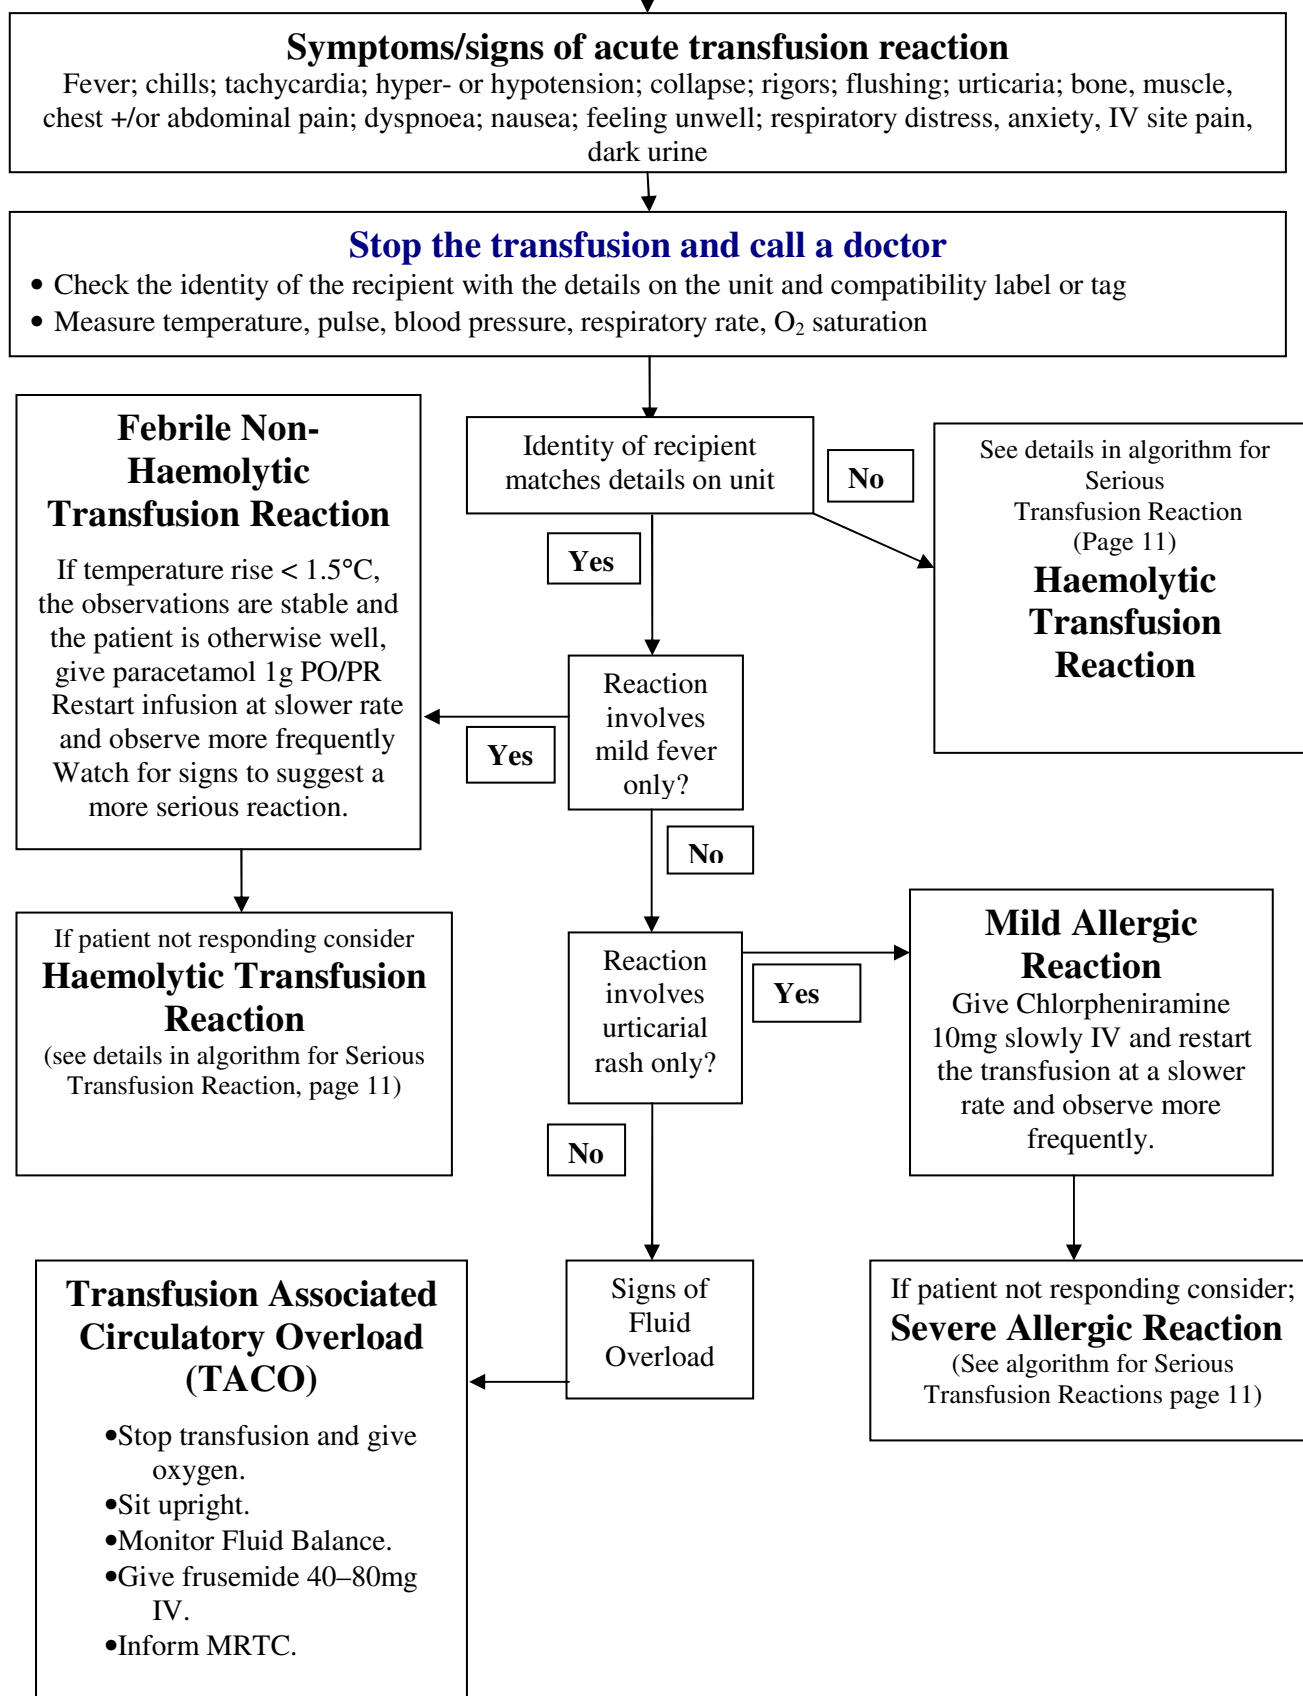 Symptoms/signs of acute transfusion reaction
Fever; chills; tachycardia; hyper- or hypotension; collapse; rigors; flushing; urticaria; bone, muscle,
chest +/or abdominal pain; dyspnoea; nausea; feeling unwell; respiratory distress, anxiety, IV site pain,
dark urine
Stop the transfusion and call a doctor
• Check the identity of the recipient with the details on the unit and compatibility label or tag
• Measure temperature, pulse, blood pressure, respiratory rate, O₂ saturation
Identity of recipient
matches details on unit
No
See details in algorithm for
Serious
Transfusion Reaction
(Page 11)
Haemolytic
Transfusion
Reaction
Yes
Febrile Non-
Haemolytic
Transfusion Reaction
If temperature rise < 1.5°C,
the observations are stable and
the patient is otherwise well,
give paracetamol 1g PO/PR
Restart infusion at slower rate
and observe more frequently
Watch for signs to suggest a
more serious reaction.
Reaction
involves
mild fever
only?
Yes
No
If patient not responding consider
Haemolytic Transfusion
Reaction
(see details in algorithm for Serious
Transfusion Reaction, page 11)
Reaction
involves
urticarial
rash only?
Yes
Mild Allergic
Reaction
Give Chlorpheniramine
10mg slowly IV and restart
the transfusion at a slower
rate and observe more
frequently.
No
Transfusion Associated
Circulatory Overload
(TACO)
•Stop transfusion and give
oxygen.
•Sit upright.
•Monitor Fluid Balance.
•Give frusemide 40–80mg
IV.
•Inform MRTC.
Signs of
Fluid
Overload
If patient not responding consider;
Severe Allergic Reaction
(See algorithm for Serious
Transfusion Reactions page 11)